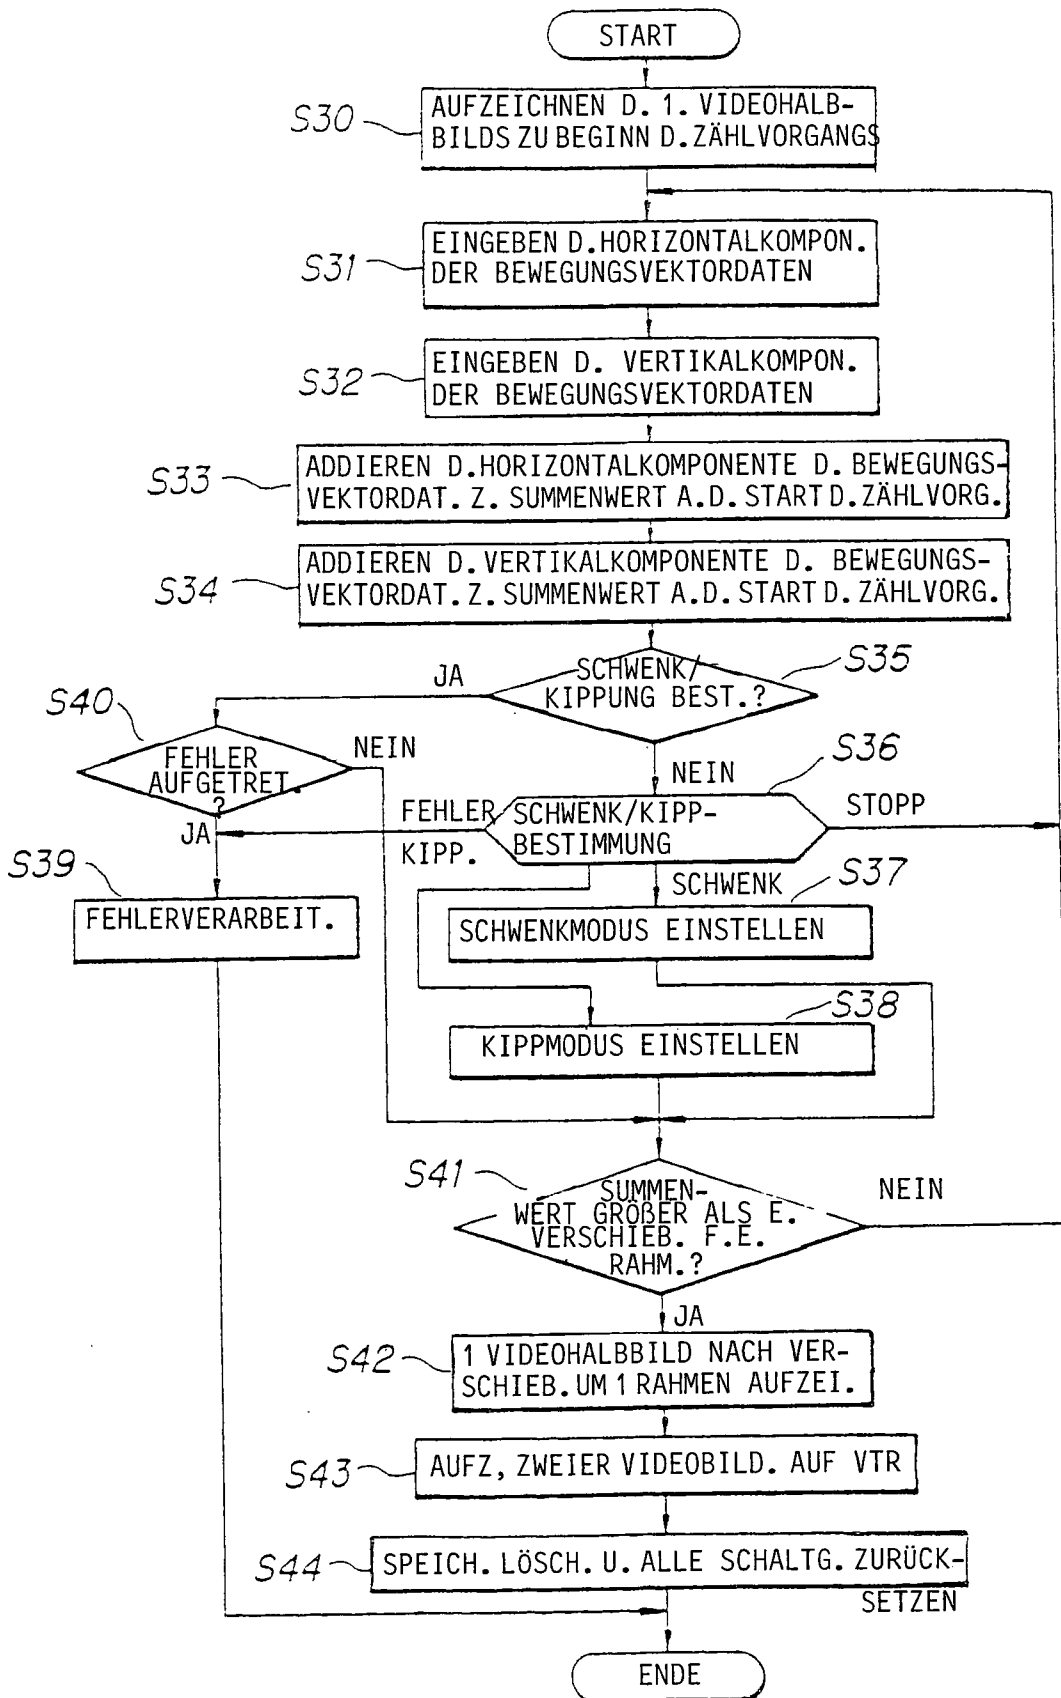 START
S30
AUFZEICHNEN D. 1. VIDEOHALB-
BILDS ZU BEGINN D. ZÄHLVORGANGS
S31
EINGEBEN D. HORIZONTALKOMPON.
DER BEWEGUNGSVEKTORDATEN
S32
EINGEBEN D. VERTIKALKOMPON.
DER BEWEGUNGSVEKTORDATEN
S33
ADDIEREN D. HORIZONTALKOMPONENTE D. BEWEGUNGS-
VEKTORDAT. Z. SUMMENWERT A.D. START D. ZÄHLVORG.
S34
ADDIEREN D. VERTIKALKOMPONENTE D. BEWEGUNGS-
VEKTORDAT. Z. SUMMENWERT A.D. START D. ZÄHLVORG.
S35
SCHWENK/
KIPPUNG BEST.?
JA
NEIN
S40
FEHLER
AUFGETRET.
?
NEIN
JA
S36
SCHWENK/KIPP-
BESTIMMUNG
FEHLER
KIPP.
STOPP
SCHWENK
S39
FEHLERVERARBEIT.
S37
SCHWENKMODUS EINSTELLEN
S38
KIPPMODUS EINSTELLEN
S41
SUMMEN-
WERT GRÖßER ALS E.
VERSCHIEB. F.E.
RAHM.?
NEIN
JA
S42
1 VIDEOHALBBILD NACH VER-
SCHIEB. UM 1 RAHMEN AUFZEI.
S43
AUFZ, ZWEIER VIDEOBILD. AUF VTR
S44
SPEICH. LÖSCH. U. ALLE SCHALTG. ZURÜCK-
SETZEN
ENDE